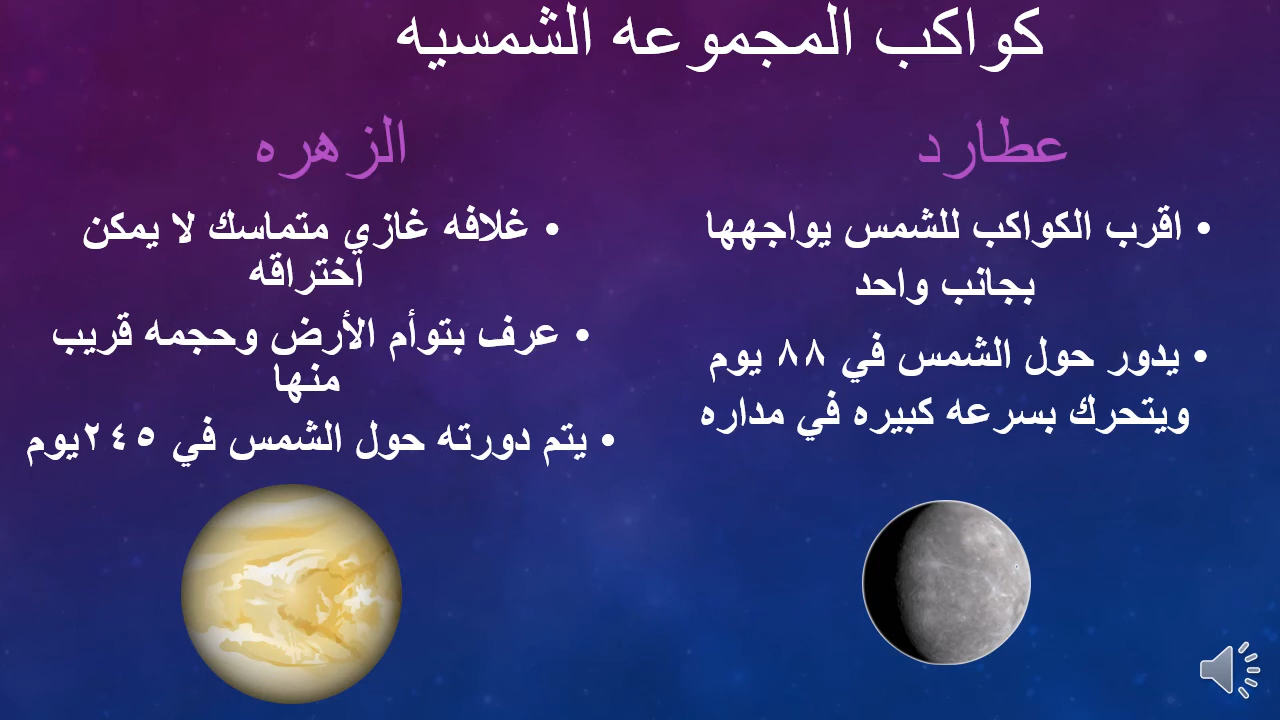 كواكب المجموعه الشمسيه
عطارد
• اقرب الكواكب للشمس يواجهها
بجانب واحد
• يدور حول الشمس في ٨٨ يوم
ويتحرك بسرعه كبيره في مداره
الزهره
• غلافه غازي متماسك لا يمكن
اختراقه
• عرف بتوأم الأرض وحجمه قريب
منها
• يتم دورته حول الشمس في ٢٤٥يوم